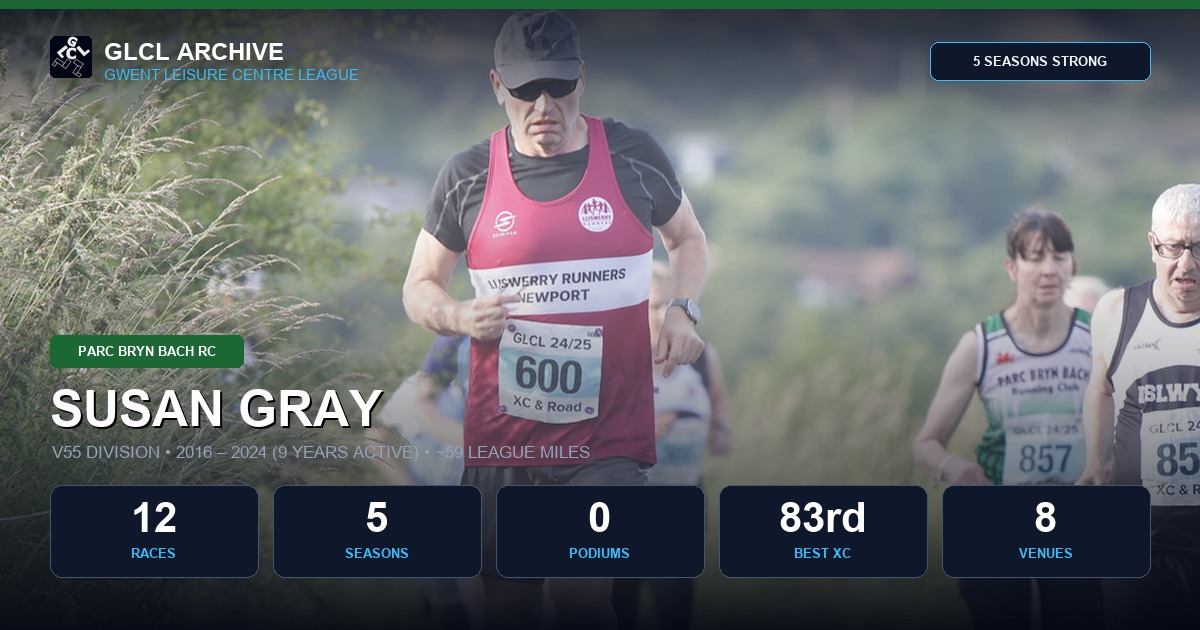 GLCL ARCHIVE
GWENT LEISURE CENTRE LEAGUE
5 SEASONS STRONG
LLISWERRY RUNNERS
LLISWERRY RUNNERS
NEWPORT
GLCL 24/25
600
XC & Road
PARC BRYN BACH
Running Club
GLCL 24/25
857
GLCL 24
85
XC & R
PARC BRYN BACH RC
SUSAN GRAY
V55 DIVISION • 2016 – 2024 (9 YEARS ACTIVE) • ~59 LEAGUE MILES
12
RACES
5
SEASONS
0
PODIUMS
83rd
BEST XC
8
VENUES